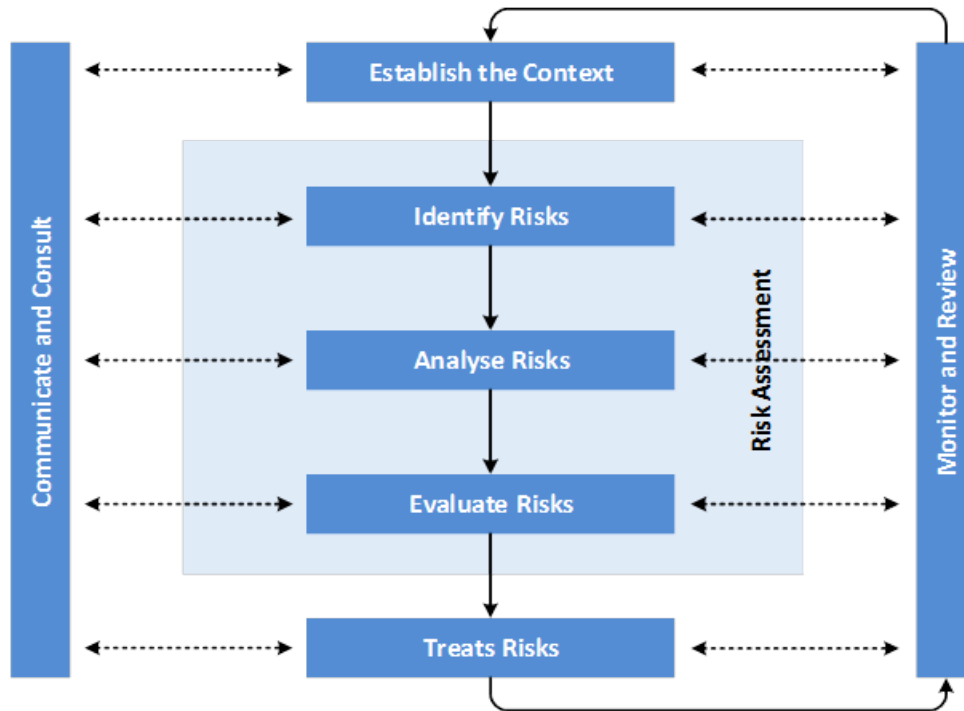 Establish the Context
Communicate and Consult
Identify Risks
Analyse Risks
Evaluate Risks
Risk Assessment
Monitor and Review
Treats Risks